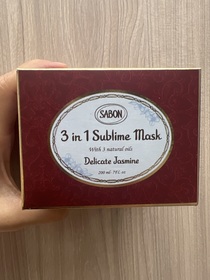 SABON
3 in 1 Sublime Mask
With 3 natural oils
Delicate Jasmine
200 ml 7FL oz